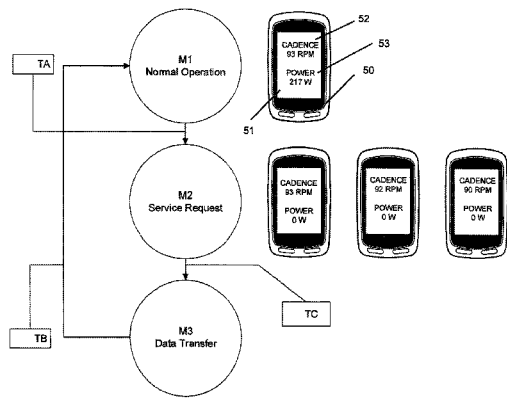 M1
Normal Operation
TA
CADENCE
93 RPM
POWER
217 W
52
53
50
51
M2
Service Request
CADENCE
93 RPM
POWER
0 W
CADENCE
92 RPM
POWER
0 W
CADENCE
90 RPM
POWER
0 W
TB
TC
M3
Data Transfer